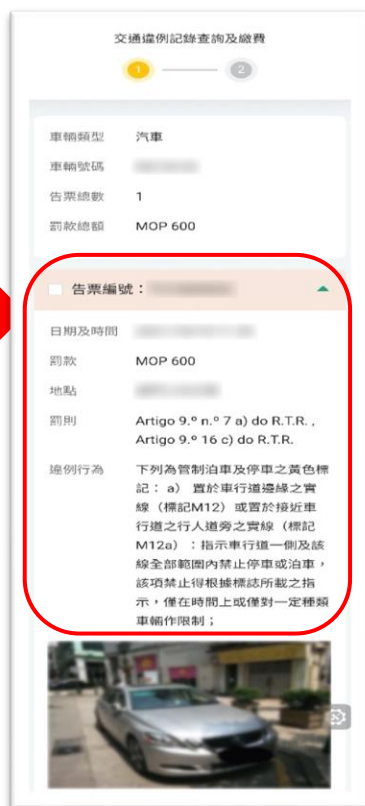 交通違例記錄查詢及繳費
1 2
車輛類型 汽車
車輛號碼
告票總數 1
罰款總額 MOP 600
告票編號：
日期及時間
罰款 MOP 600
地點
罰則 Artigo 9.º n.º 7 a) do R.T.R. ,
Artigo 9.º 16 c) do R.T.R.
違例行為 下列為管制泊車及停車之黃色標
記： a） 置於車行道邊緣之實
線（標記M12）或置於接近車
行道之行人道旁之實線（標記
M12a）：指示車行道一側及該
線全部範圍內禁止停車或泊車，
該項禁止得根據標誌所載之指
示，僅在時間上或僅對一定種類
車輛作限制；